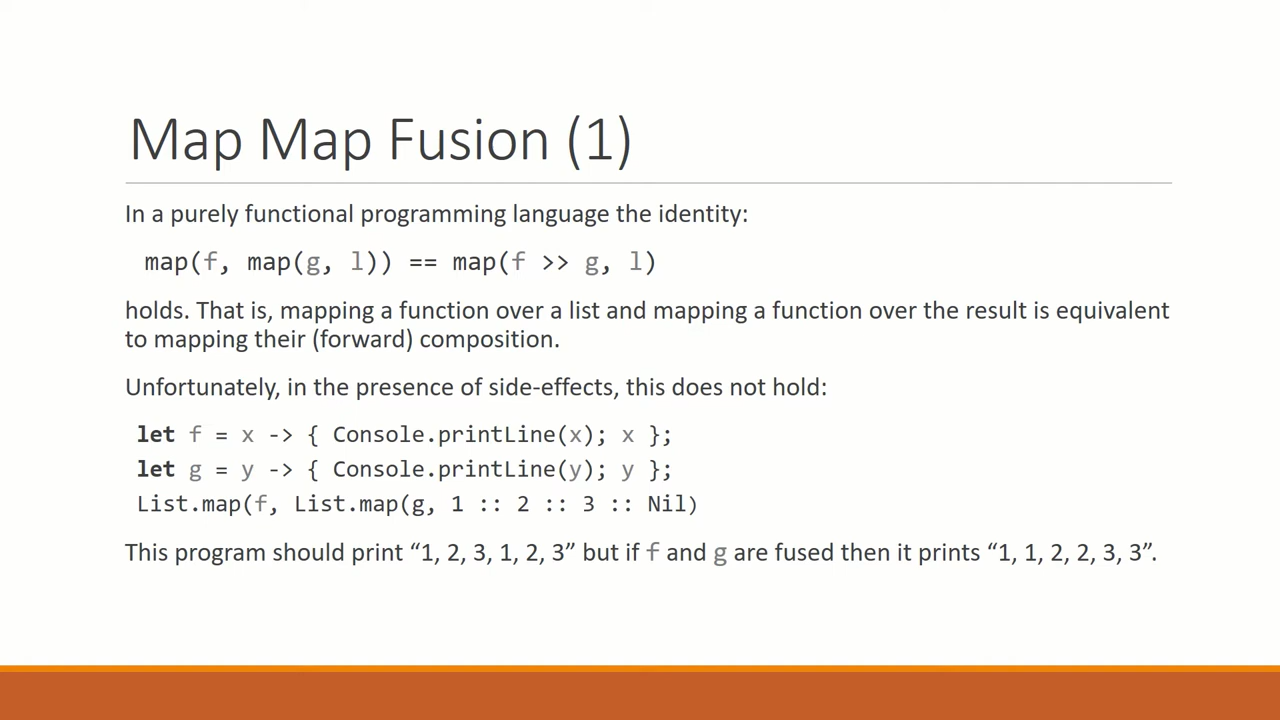 Map Map Fusion (1)
In a purely functional programming language the identity:
map(f, map(g, l)) == map(f >> g, l)
holds. That is, mapping a function over a list and mapping a function over the result is equivalent
to mapping their (forward) composition.
Unfortunately, in the presence of side-effects, this does not hold:
let f = x -> { Console.printLine(x); x };
let g = y -> { Console.printLine(y); y };
List.map(f, List.map(g, 1 :: 2 :: 3 :: Nil)
This program should print “1, 2, 3, 1, 2, 3” but if f and g are fused then it prints “1, 1, 2, 2, 3, 3”.